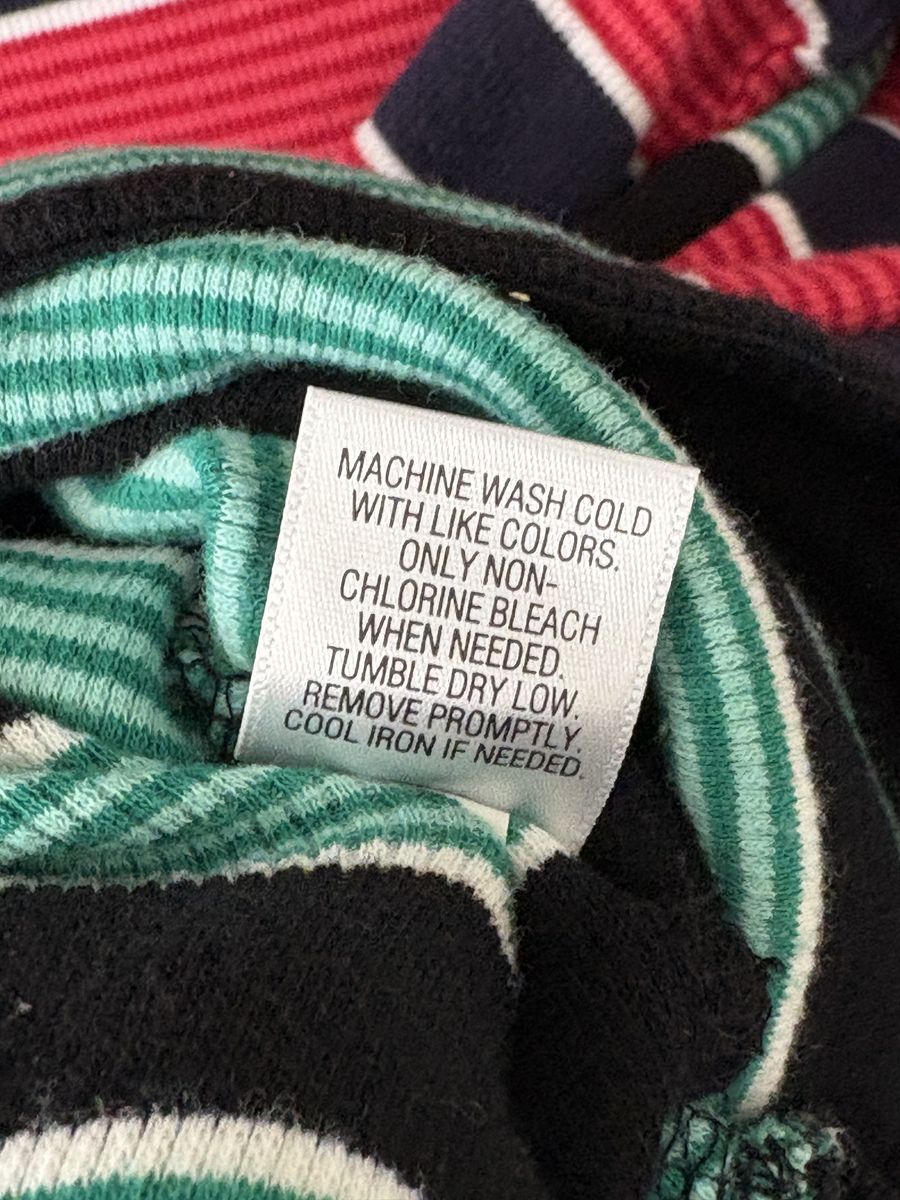 MACHINE WASH COLD
WITH LIKE COLORS.
ONLY NON-
CHLORINE BLEACH
WHEN NEEDED.
TUMBLE DRY LOW.
REMOVE PROMPTLY.
COOL IRON IF NEEDED.